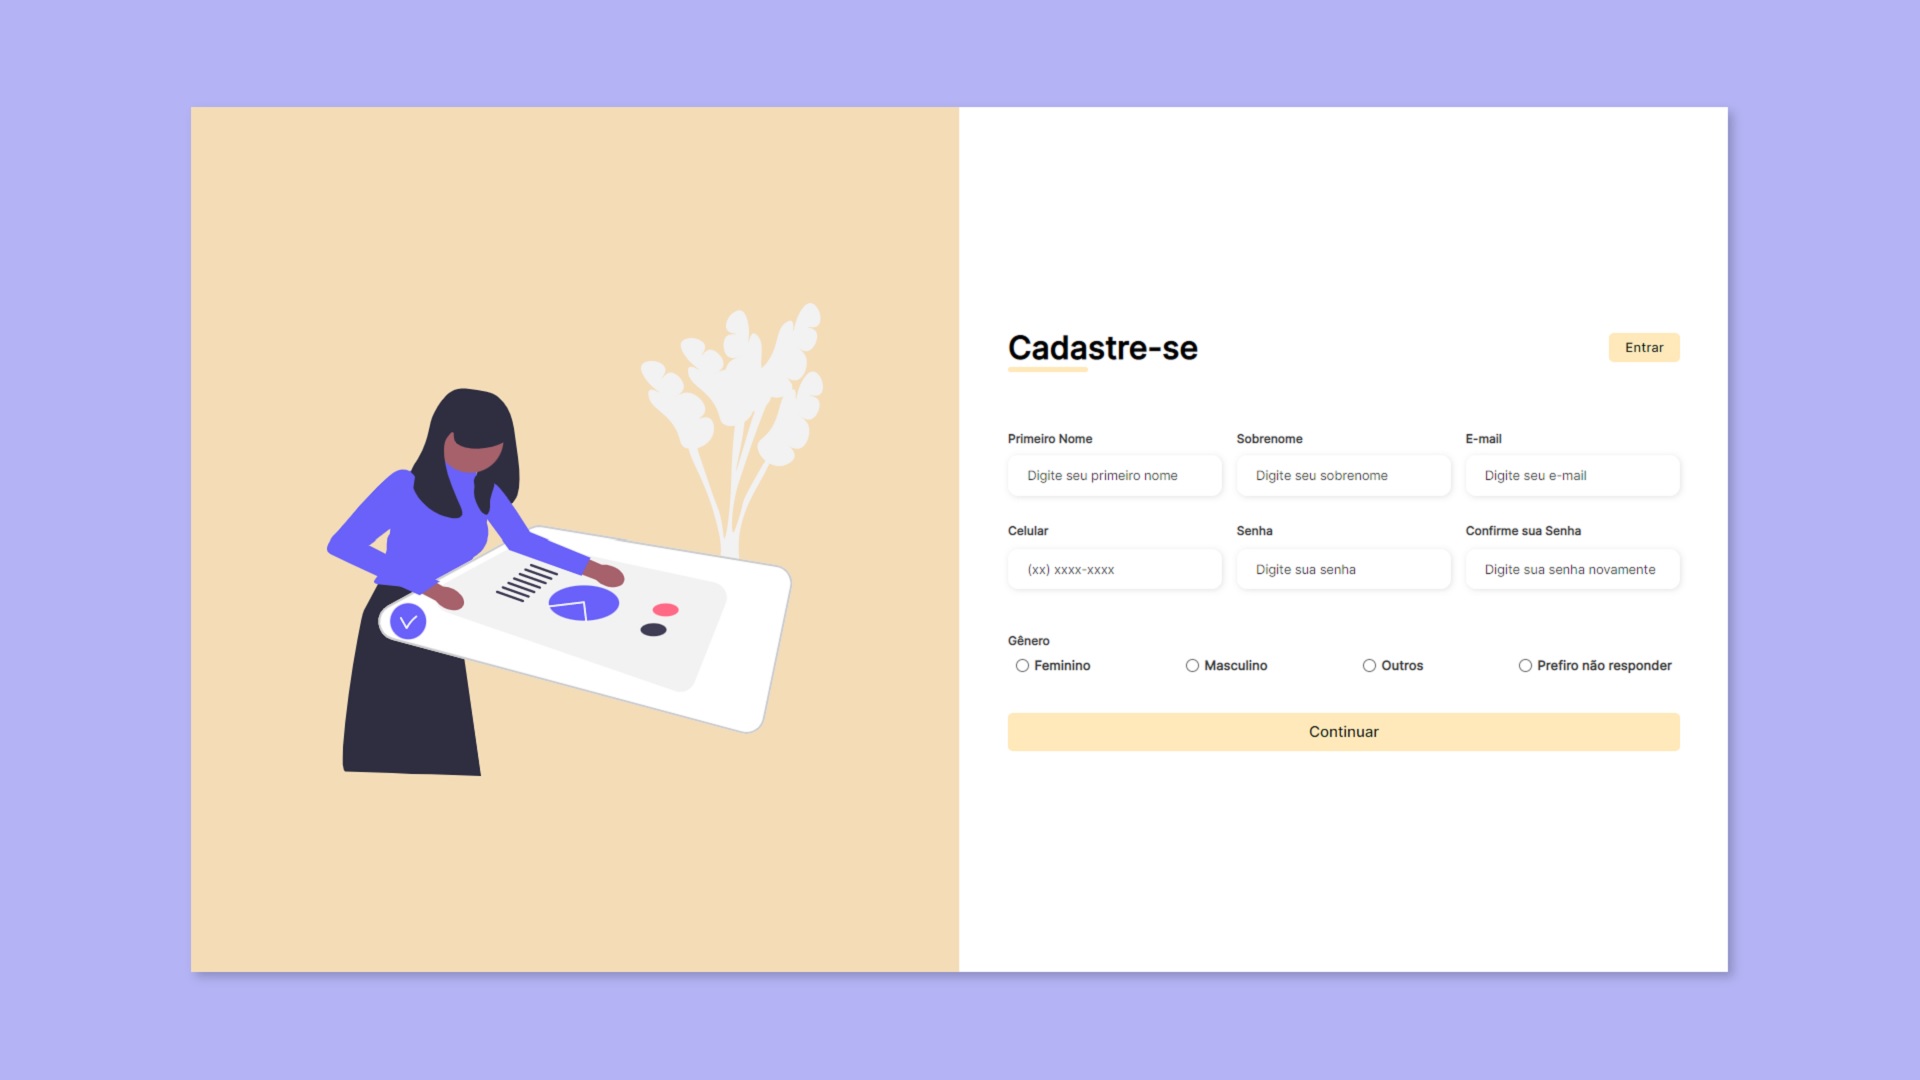 Cadastre-se
Entrar
Primeiro Nome
Sobrenome
E-mail
Digite seu primeiro nome
Digite seu sobrenome
Digite seu e-mail
Celular
Senha
Confirme sua Senha
(xx) xxxx-xxxx
Digite sua senha
Digite sua senha novamente
Gênero
Feminino
Masculino
Outros
Prefiro não responder
Continuar